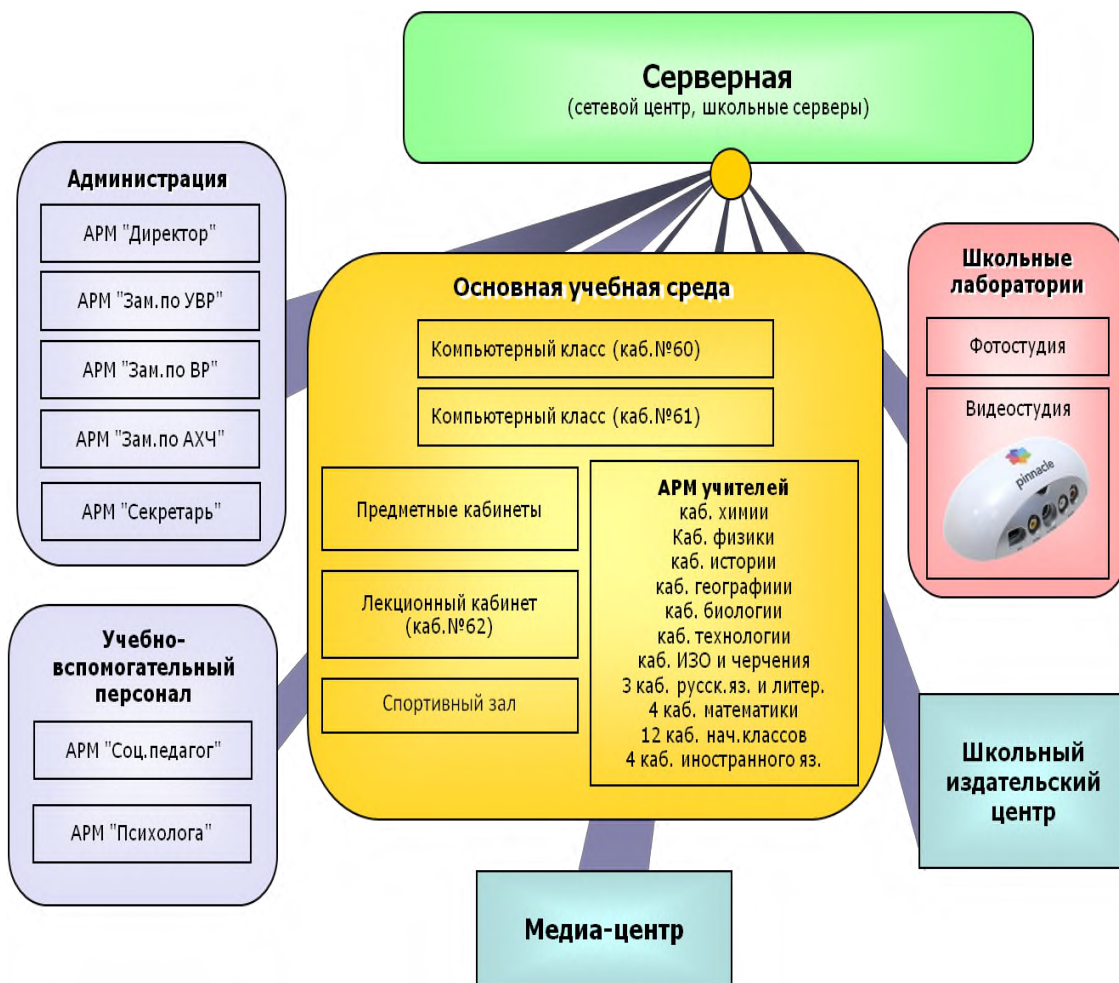 Серверная
(сетевой центр, школьные серверы)
Администрация
АРМ "Директор"
АРМ "Зам.по УВР"
АРМ "Зам.по ВР"
АРМ "Зам.по АХЧ"
АРМ "Секретарь"
Учебно-
вспомогательный
персонал
АРМ "Соц.педагог"
АРМ "Психолога"
Основная учебная среда
Компьютерный класс (каб.№60)
Компьютерный класс (каб.№61)
Предметные кабинеты
Лекционный кабинет
(каб.№62)
Спортивный зал
АРМ учителей
каб. химии
Каб. физики
каб. истории
каб. географиии
каб. биологии
каб. технологии
каб. ИЗО и черчения
3 каб. русск.яз. и литер.
4 каб. математики
12 каб. нач.классов
4 каб. иностранного яз.
Школьные
лаборатории
Фотостудия
Видеостудия
pinnacle
Школьный
издательский
центр
Медиа-центр